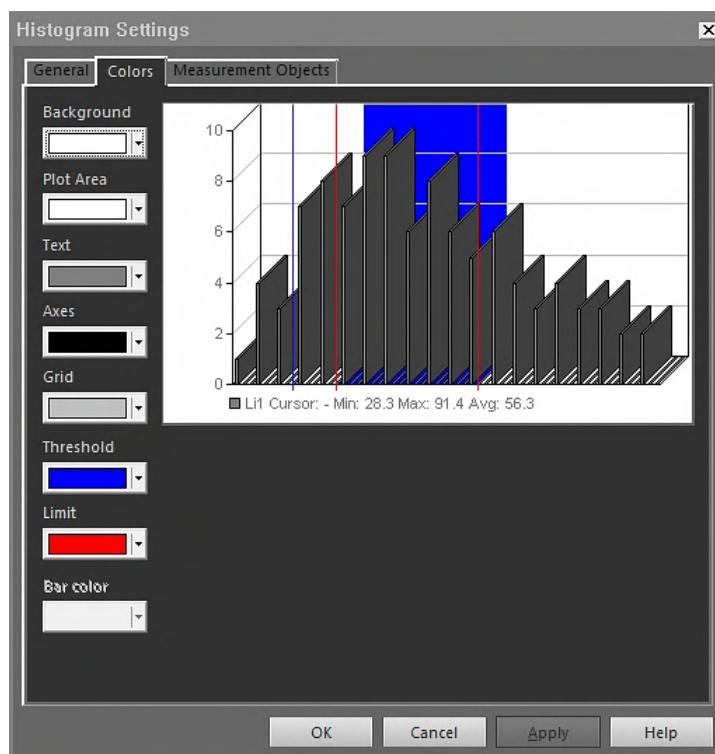 Histogram Settings
General Colors Measurement Objects
Background
Plot Area
Text
Axes
Grid
Threshold
Limit
Bar color
10
8
6
4
2
0
Li1 Cursor: - Min: 28.3 Max: 91.4 Avg: 56.3
OK Cancel Apply Help